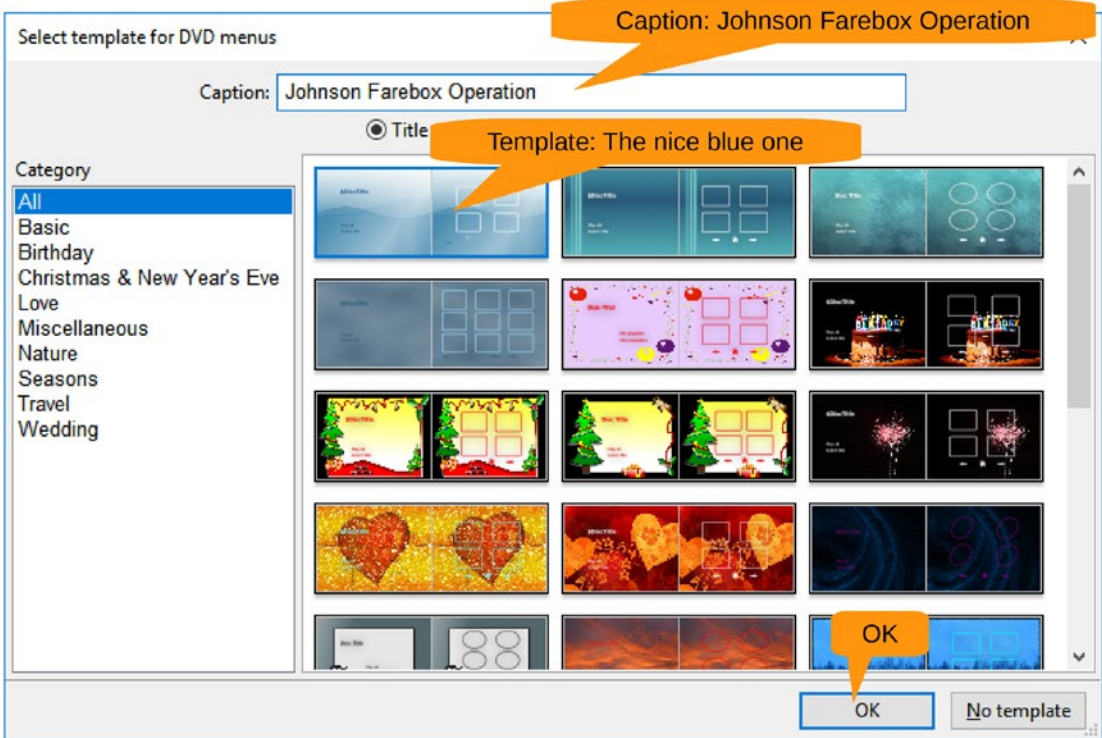 Caption: Johnson Farebox Operation
Select template for DVD menus
Caption: Johnson Farebox Operation
Title
Template: The nice blue one
Category
All
Basic
Birthday
Christmas & New Year's Eve
Love
Miscellaneous
Nature
Seasons
Travel
Wedding
OK
OK
No template